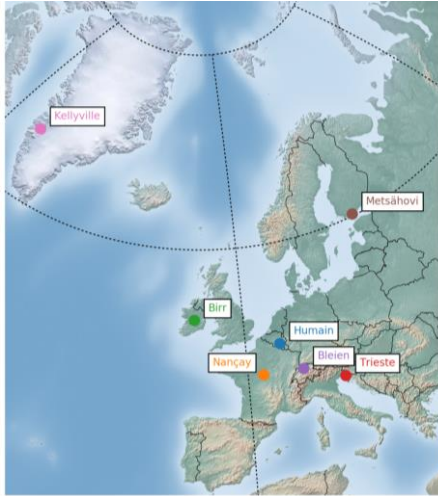 Kellyville
Metsähovi
Birr
Humain
Bleien
Nançay
Trieste